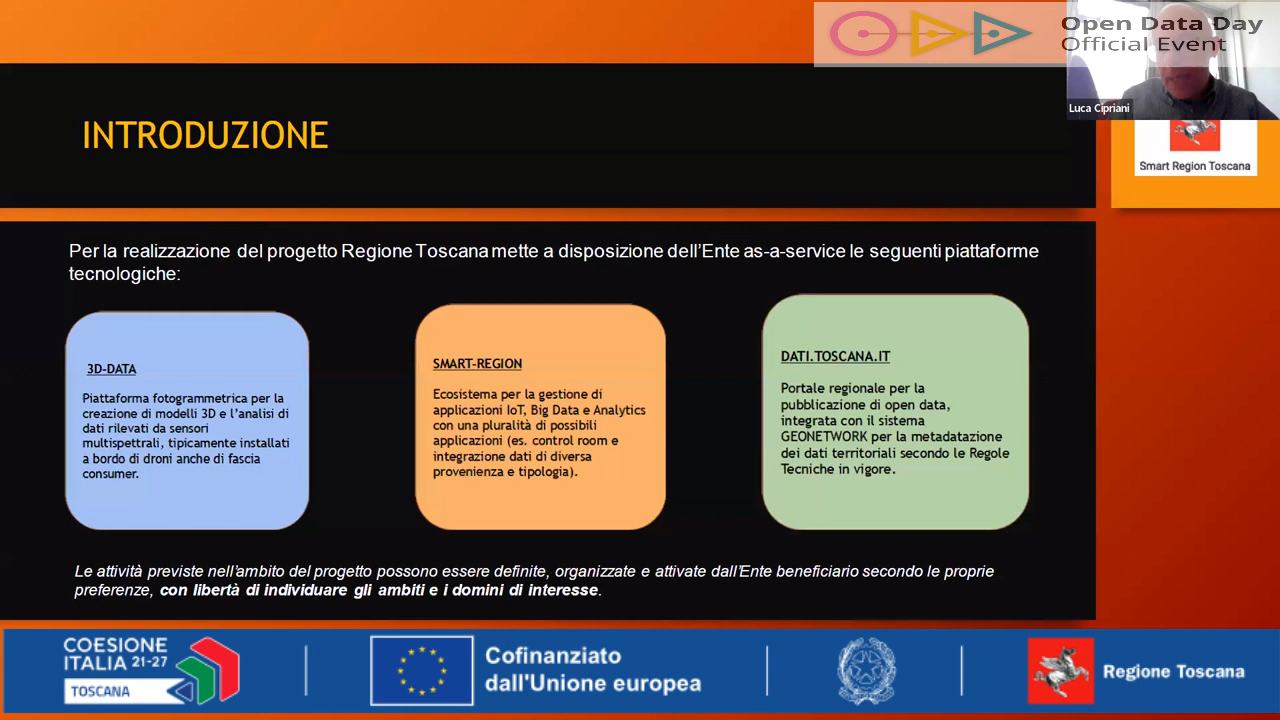 Open Data Day
Official Event
Luca Cipriani
INTRODUZIONE
Smart Region Toscana
Per la realizzazione del progetto Regione Toscana mette a disposizione dell'Ente as-a-service le seguenti piattaforme
tecnologiche:
3D-DATA
Piattaforma fotogrammetrica per la
creazione di modelli 3D e l'analisi di
dati rilevati da sensori
multispettrali, tipicamente installati
a bordo di droni anche di fascia
consumer.
SMART-REGION
Ecosistema per la gestione di
applicazioni IoT, Big Data e Analytics
con una pluralità di possibili
applicazioni (es. control room e
integrazione dati di diversa
provenienza e tipologia).
DATI.TOSCANA.IT
Portale regionale per la
pubblicazione di open data,
integrata con il sistema
GEONETWORK per la metadatazione
dei dati territoriali secondo le Regole
Tecniche in vigore.
Le attività previste nell'ambito del progetto possono essere definite, organizzate e attivate dall'Ente beneficiario secondo le proprie
preferenze, con libertà di individuare gli ambiti e i domini di interesse.
COESIONE
ITALIA 21-27
TOSCANA
Cofinanziato
dall'Unione europea
Regione Toscana